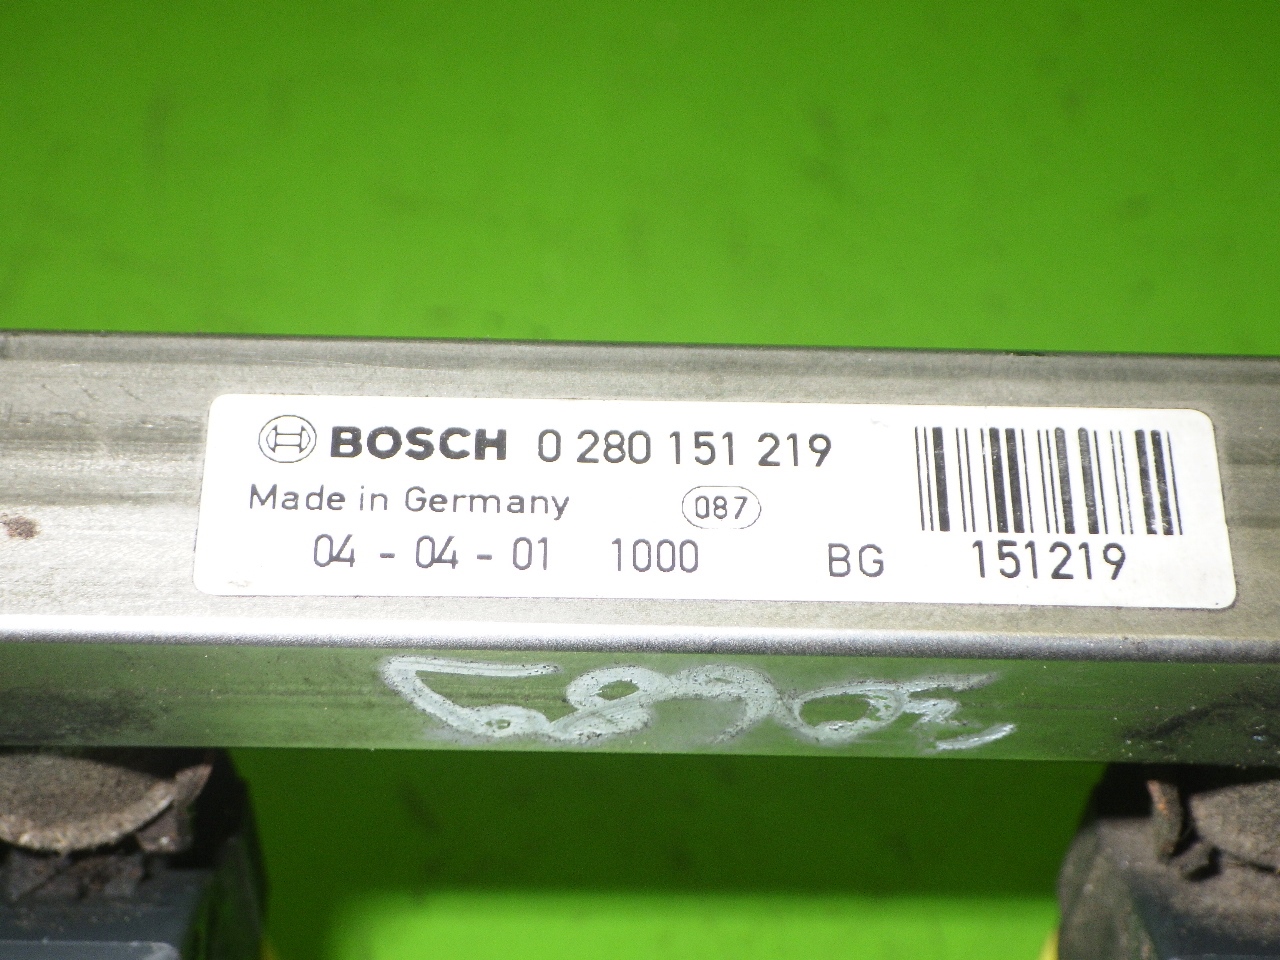 BOSCH 0 280 151 219
Made in Germany 087
04 - 04 - 01 1000 BG 151219